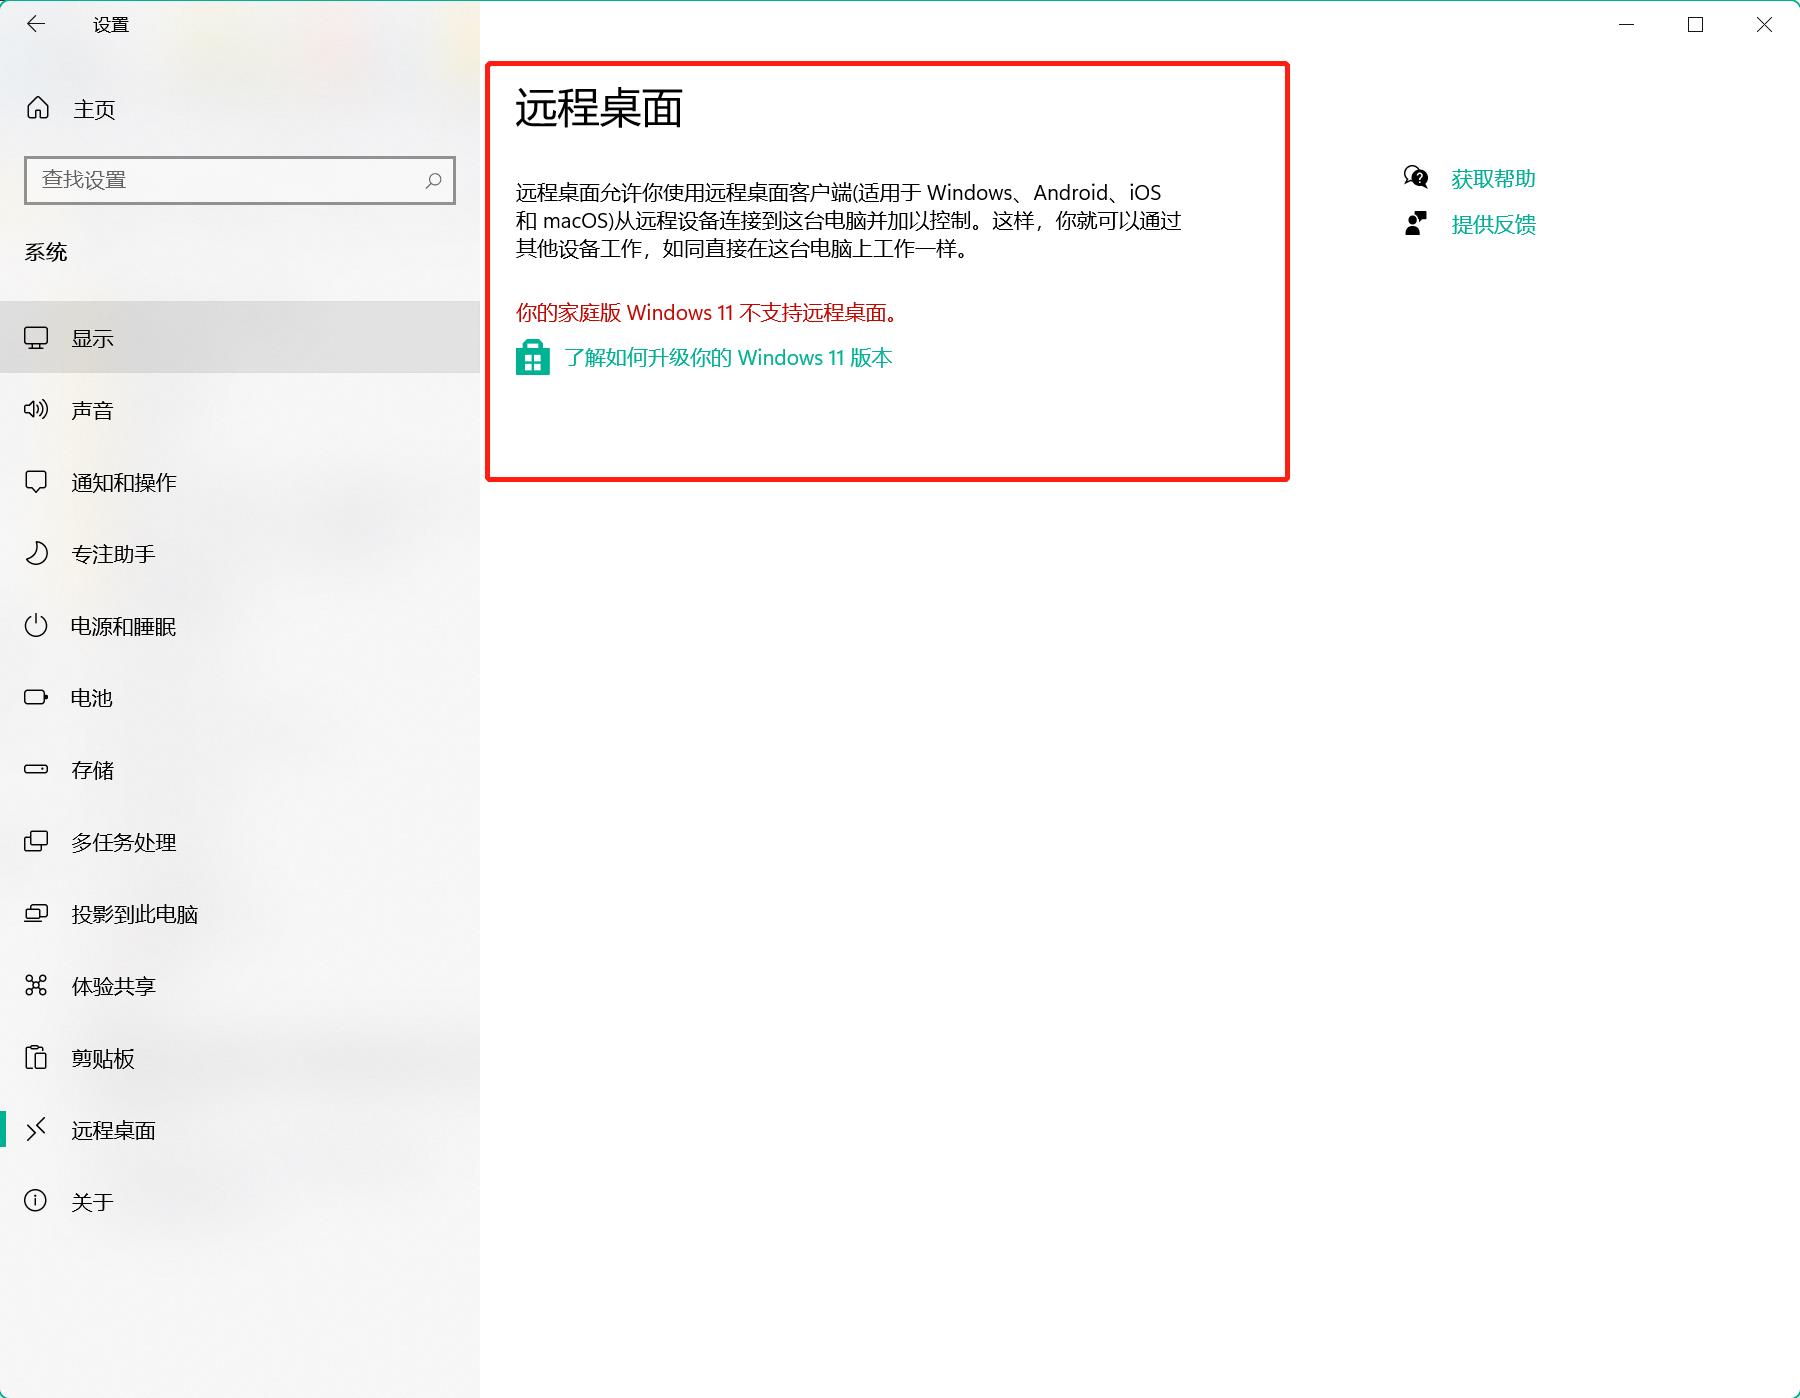 设置
主页
查找设置
系统
显示
声音
通知和操作
专注助手
电源和睡眠
电池
存储
多任务处理
投影到此电脑
体验共享
剪贴板
远程桌面
关于
远程桌面
远程桌面允许你使用远程桌面客户端(适用于 Windows、Android、iOS
和 macOS)从远程设备连接到这台电脑并加以控制。这样，你就可以通过
其他设备工作，如同直接在这台电脑上工作一样。
你的家庭版 Windows 11 不支持远程桌面。
了解如何升级你的 Windows 11 版本
获取帮助
提供反馈